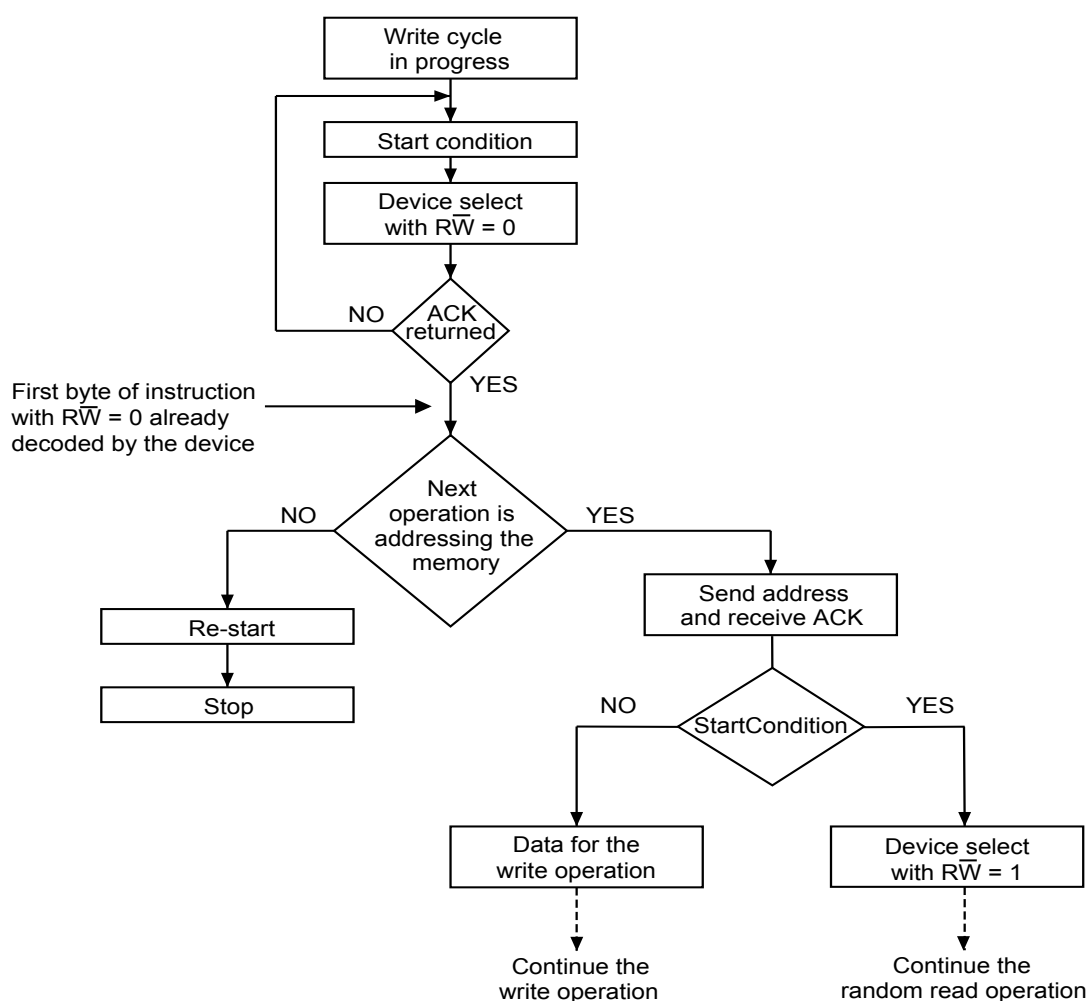 Write cycle
in progress
Start condition
Device select
with RW̅ = 0
NO
ACK
returned
YES
First byte of instruction
with RW̅ = 0 already
decoded by the device
NO
Next
operation is
addressing the
memory
YES
Send address
and receive ACK
Re-start
Stop
NO
StartCondition
YES
Data for the
write operation
Device select
with RW̅ = 1
Continue the
write operation
Continue the
random read operation